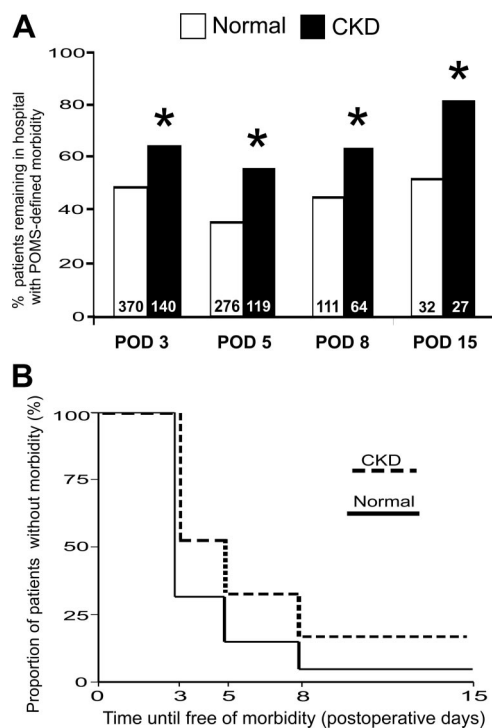 A
Normal CKD
% patients remaining in hospital
with POMS-defined morbidity
100
80
60
40
20
0
* * * *
370 140 276 119 111 64 32 27
POD 3 POD 5 POD 8 POD 15
B
Proportion of patients without morbidity (%)
100
75
50
25
0
CKD
Normal
0 3 5 8 15
Time until free of morbidity (postoperative days)